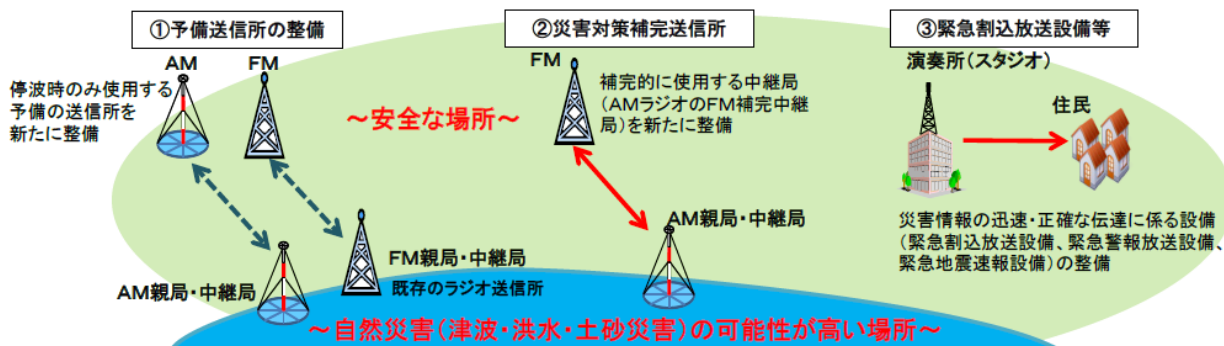 ①予備送信所の整備
AM
FM
停波時のみ使用する
予備の送信所を
新たに整備
AM親局・中継局
FM親局・中継局
既存のラジオ送信所
②災害対策補完送信所
FM
補完的に使用する中継局
(AMラジオのFM補完中継
局)を新たに整備
~安全な場所~
AM親局・中継局
③緊急割込放送設備等
演奏所(スタジオ)
住民
災害情報の迅速・正確な伝達に係る設備
(緊急割込放送設備、緊急警報放送設備、
緊急地震速報設備)の整備
~自然災害(津波・洪水・土砂災害)の可能性が高い場所~